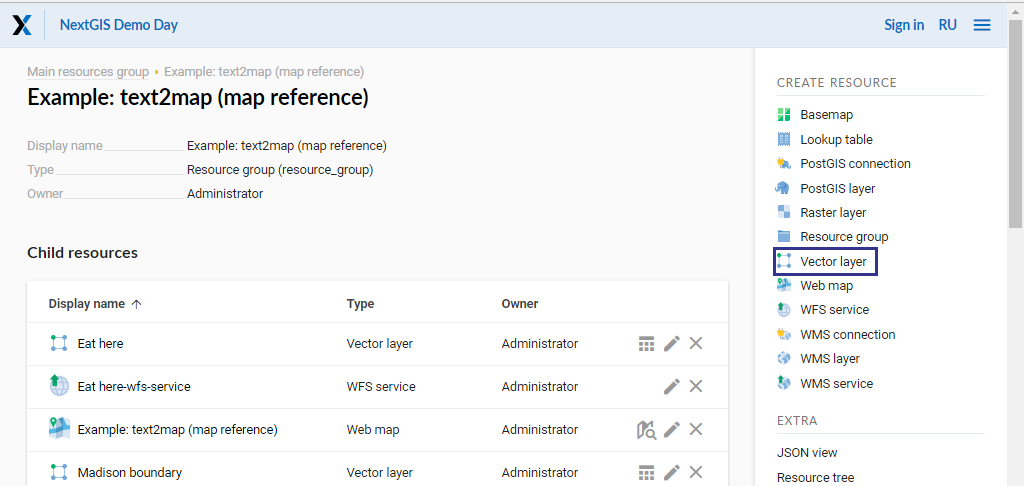 NextGIS Demo Day
Sign in RU
Main resources group Example: text2map (map reference)
Example: text2map (map reference)
Display name Example: text2map (map reference)
Type Resource group (resource_group)
Owner Administrator
Child resources
Display name Type Owner
Eat here Vector layer Administrator
Eat here-wfs-service WFS service Administrator
Example: text2map (map reference) Web map Administrator
Madison boundary Vector layer Administrator
CREATE RESOURCE
Basemap
Lookup table
PostGIS connection
PostGIS layer
Raster layer
Resource group
Vector layer
Web map
WFS service
WMS connection
WMS layer
WMS service
EXTRA
JSON view
Resource tree